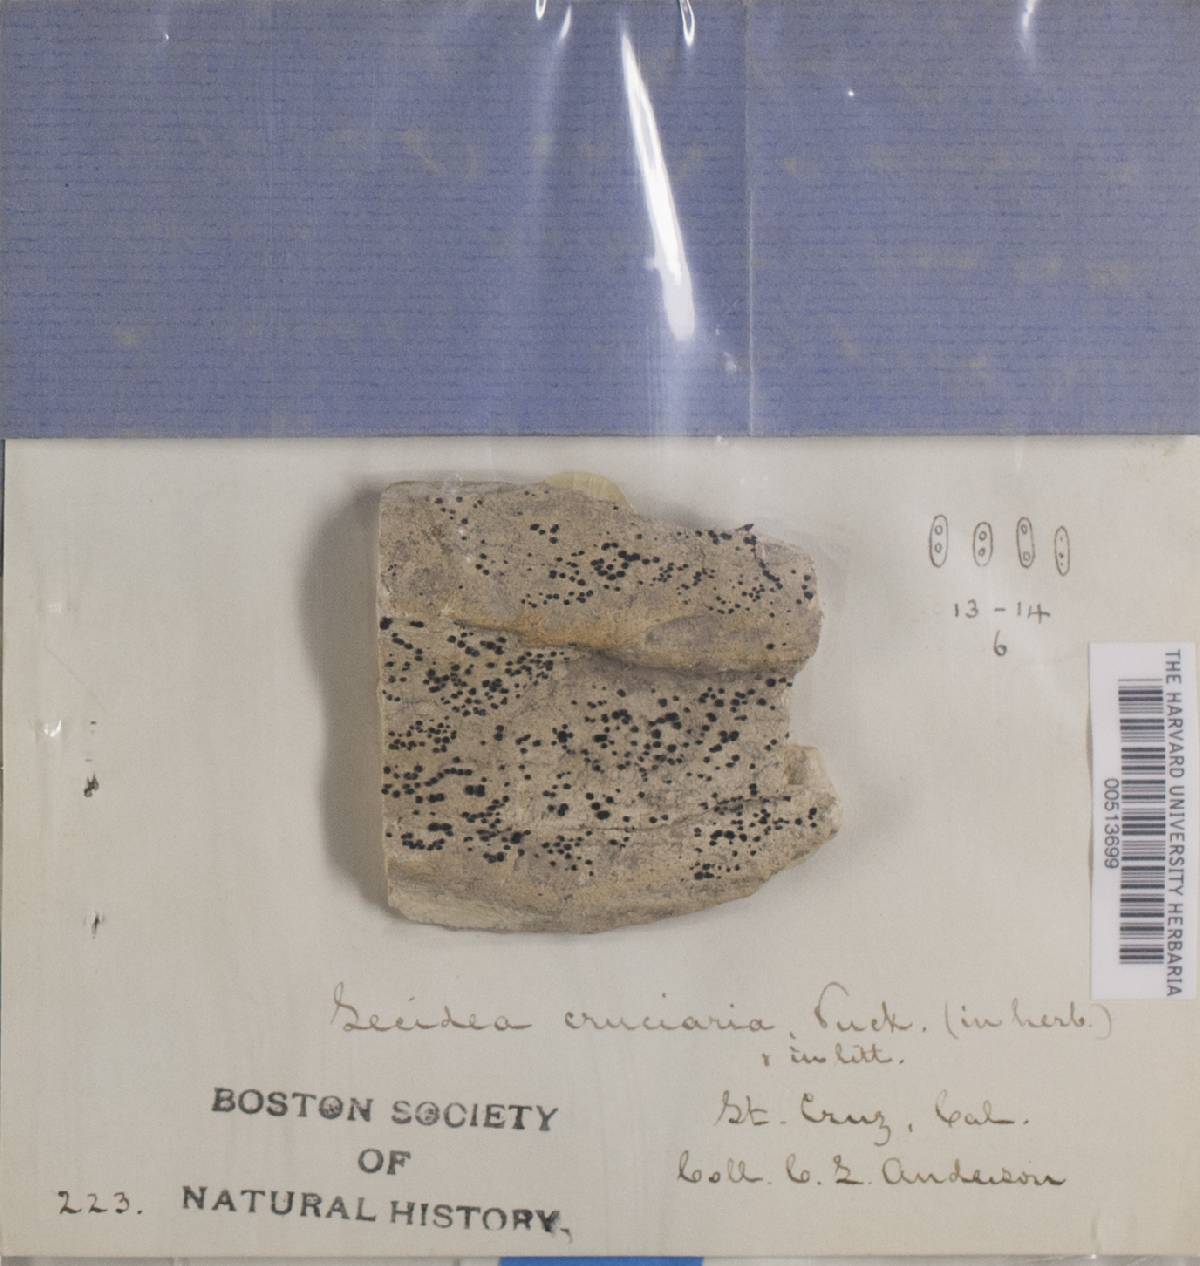 13 - 14
6
THE HARVARD UNIVERSITY HERBARIA
00513699
Lecidea cruciaria, Tuck. (in herb.)
& in litt.
BOSTON SOCIETY
OF
NATURAL HISTORY,
St. Cruz, Cal.
Coll. C. L. Anderson
223.